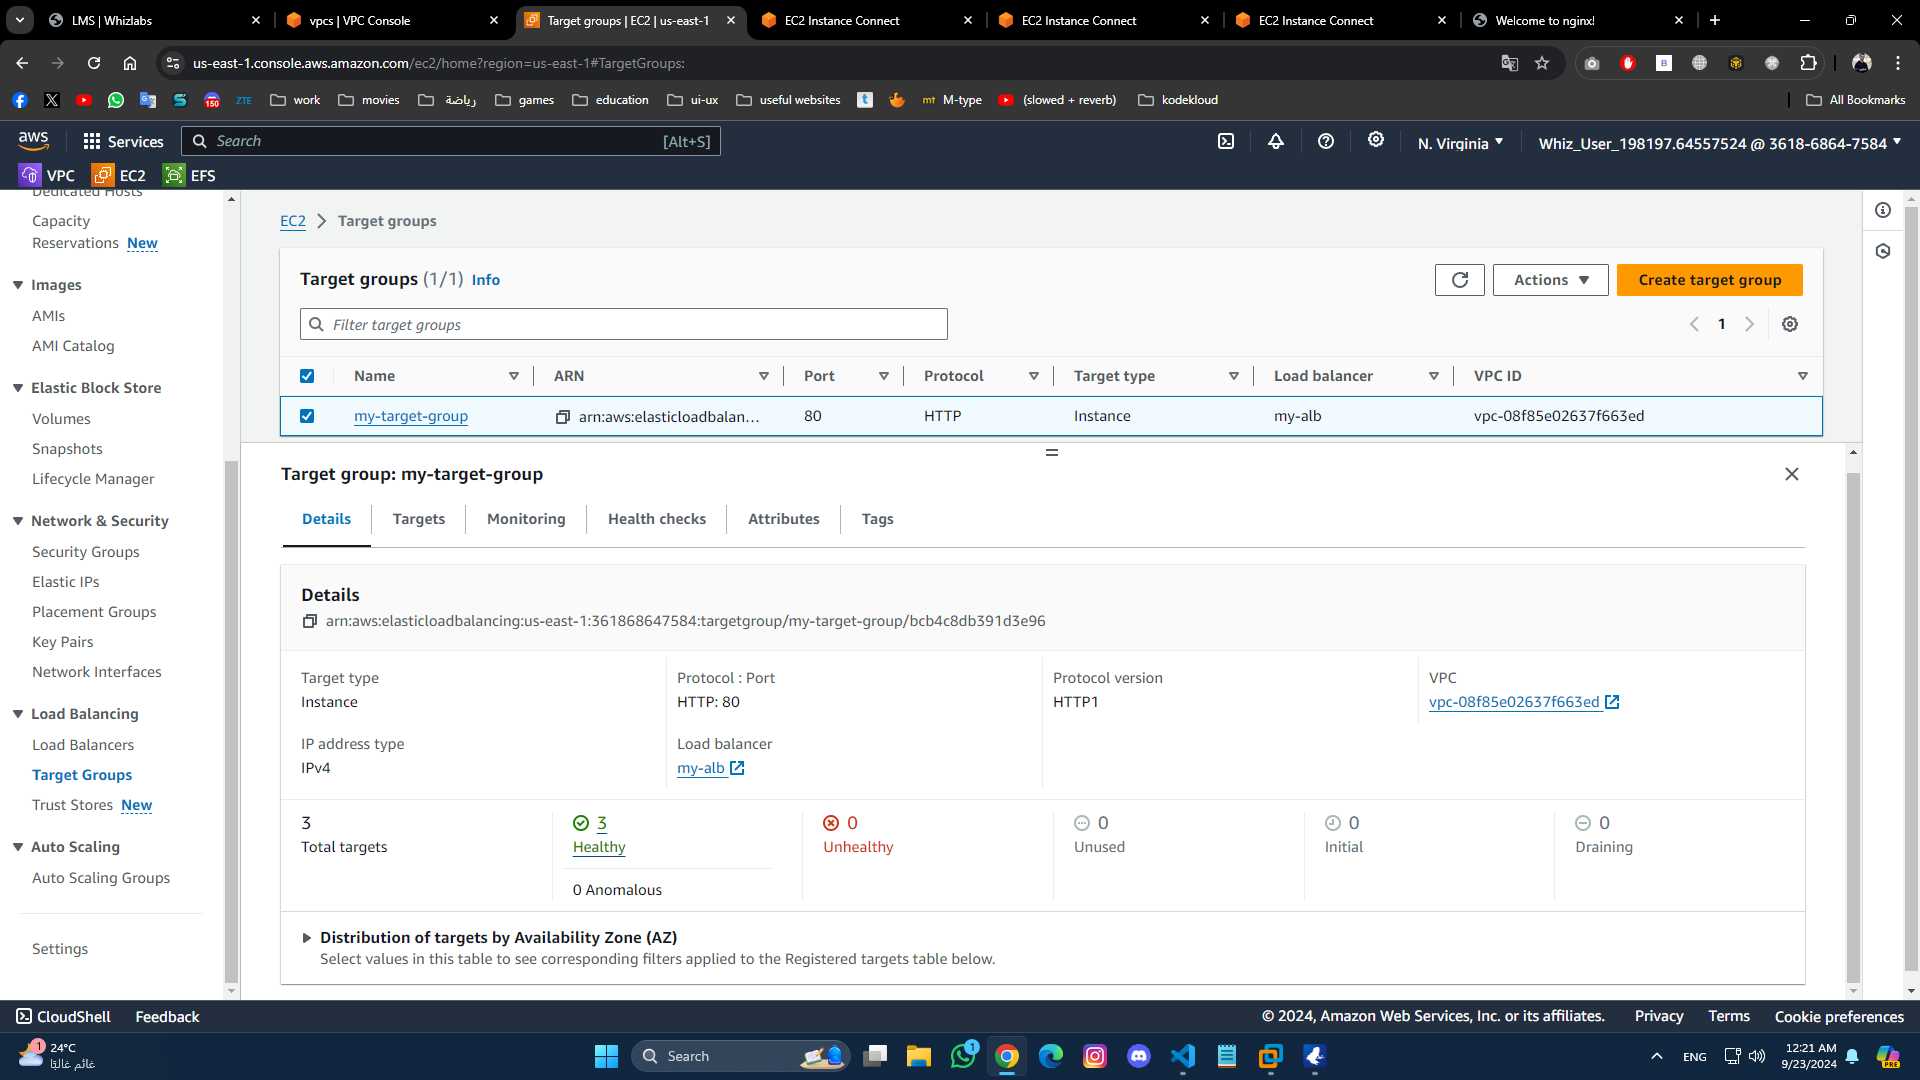 LMS | Whizlabs
vpcs | VPC Console
Target groups | EC2 | us-east-1
EC2 Instance Connect
EC2 Instance Connect
EC2 Instance Connect
Welcome to nginx!
us-east-1.console.aws.amazon.com/ec2/home?region=us-east-1#TargetGroups:
150
ZTE
work
movies
رياضة
games
education
ui-ux
useful websites
t
mt M-type
(slowed + reverb)
kodekloud
All Bookmarks
aws
Services
Search
[Alt+S]
N. Virginia
Whiz_User_198197.64557524 @ 3618-6864-7584
VPC
EC2
EFS
Dedicated Hosts
Capacity
Reservations New
Images
AMIs
AMI Catalog
Elastic Block Store
Volumes
Snapshots
Lifecycle Manager
Network & Security
Security Groups
Elastic IPs
Placement Groups
Key Pairs
Network Interfaces
Load Balancing
Load Balancers
Target Groups
Trust Stores New
Auto Scaling
Auto Scaling Groups
Settings
EC2
Target groups
Target groups (1/1) Info
Actions
Create target group
Filter target groups
1
Name
ARN
Port
Protocol
Target type
Load balancer
VPC ID
my-target-group
arn:aws:elasticloadbalan…
80
HTTP
Instance
my-alb
vpc-08f85e02637f663ed
Target group: my-target-group
Details
Targets
Monitoring
Health checks
Attributes
Tags
Details
arn:aws:elasticloadbalancing:us-east-1:361868647584:targetgroup/my-target-group/bcb4c8db391d3e96
Target type
Instance
Protocol : Port
HTTP: 80
Protocol version
HTTP1
VPC
vpc-08f85e02637f663ed
IP address type
IPv4
Load balancer
my-alb
3
Total targets
3
Healthy
0 Anomalous
0
Unhealthy
0
Unused
0
Initial
0
Draining
Distribution of targets by Availability Zone (AZ)
Select values in this table to see corresponding filters applied to the Registered targets table below.
CloudShell
Feedback
© 2024, Amazon Web Services, Inc. or its affiliates.
Privacy
Terms
Cookie preferences
1
24°C
غائم غالبًا
Search
1
ENG
12:21 AM
9/23/2024
PRE